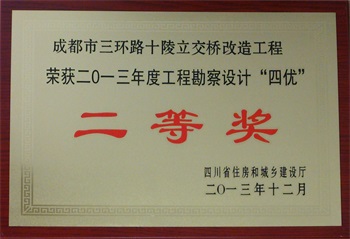 成都市三环路十陵立交桥改造工程
荣获二〇一三年度工程勘察设计“四优”
二等奖
四川省住房和城乡建设厅
二〇一三年十二月